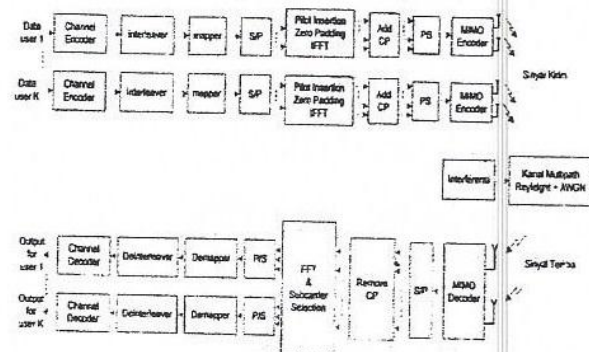 Data
user 1
Channel
Encoder
interleaver
mapper
S/P
Pilot Insertion
Zero Padding
IFFT
Add
CP
PS
MIMO
Encoder
Data
user K
Channel
Encoder
interleaver
mapper
S/P
Pilot Insertion
Zero Padding
IFFT
Add
CP
PS
MIMO
Encoder
Sinyal Kirim
Interferensi
Kanal Multipath
Rayleight + AWGN
Output
for
user 1
Channel
Decoder
Deinterleaver
Demapper
P/S
FFT
&
Subcarrier
Selection
Remove
CP
S/P
MIMO
Decoder
Sinyal Terima
Output
for
user K
Channel
Decoder
Deinterleaver
Demapper
P/S